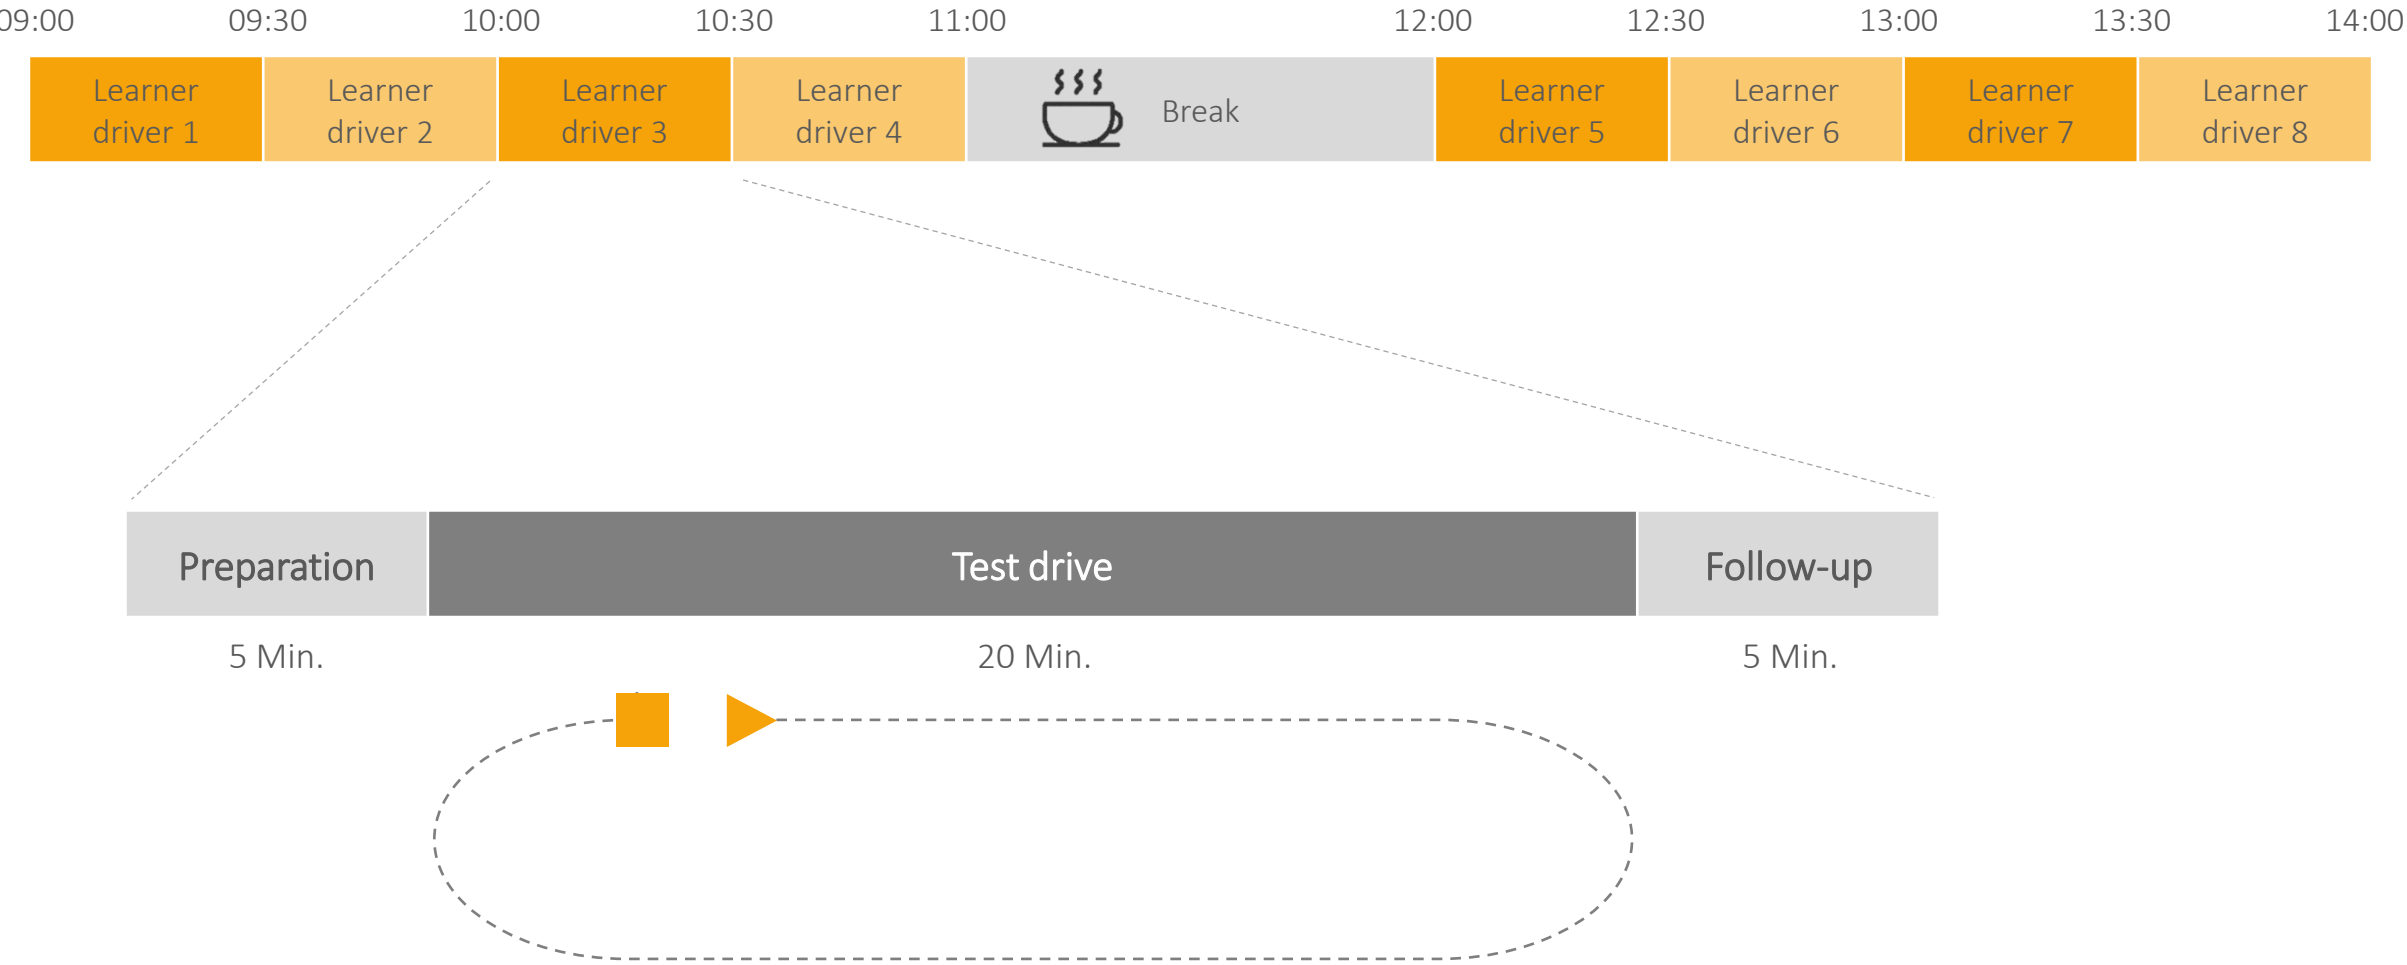 09:00 09:30 10:00 10:30 11:00 12:00 12:30 13:00 13:30 14:00
Learner
driver 1
Learner
driver 2
Learner
driver 3
Learner
driver 4
Break
Learner
driver 5
Learner
driver 6
Learner
driver 7
Learner
driver 8
Preparation
Test drive
Follow-up
5 Min.
20 Min.
5 Min.